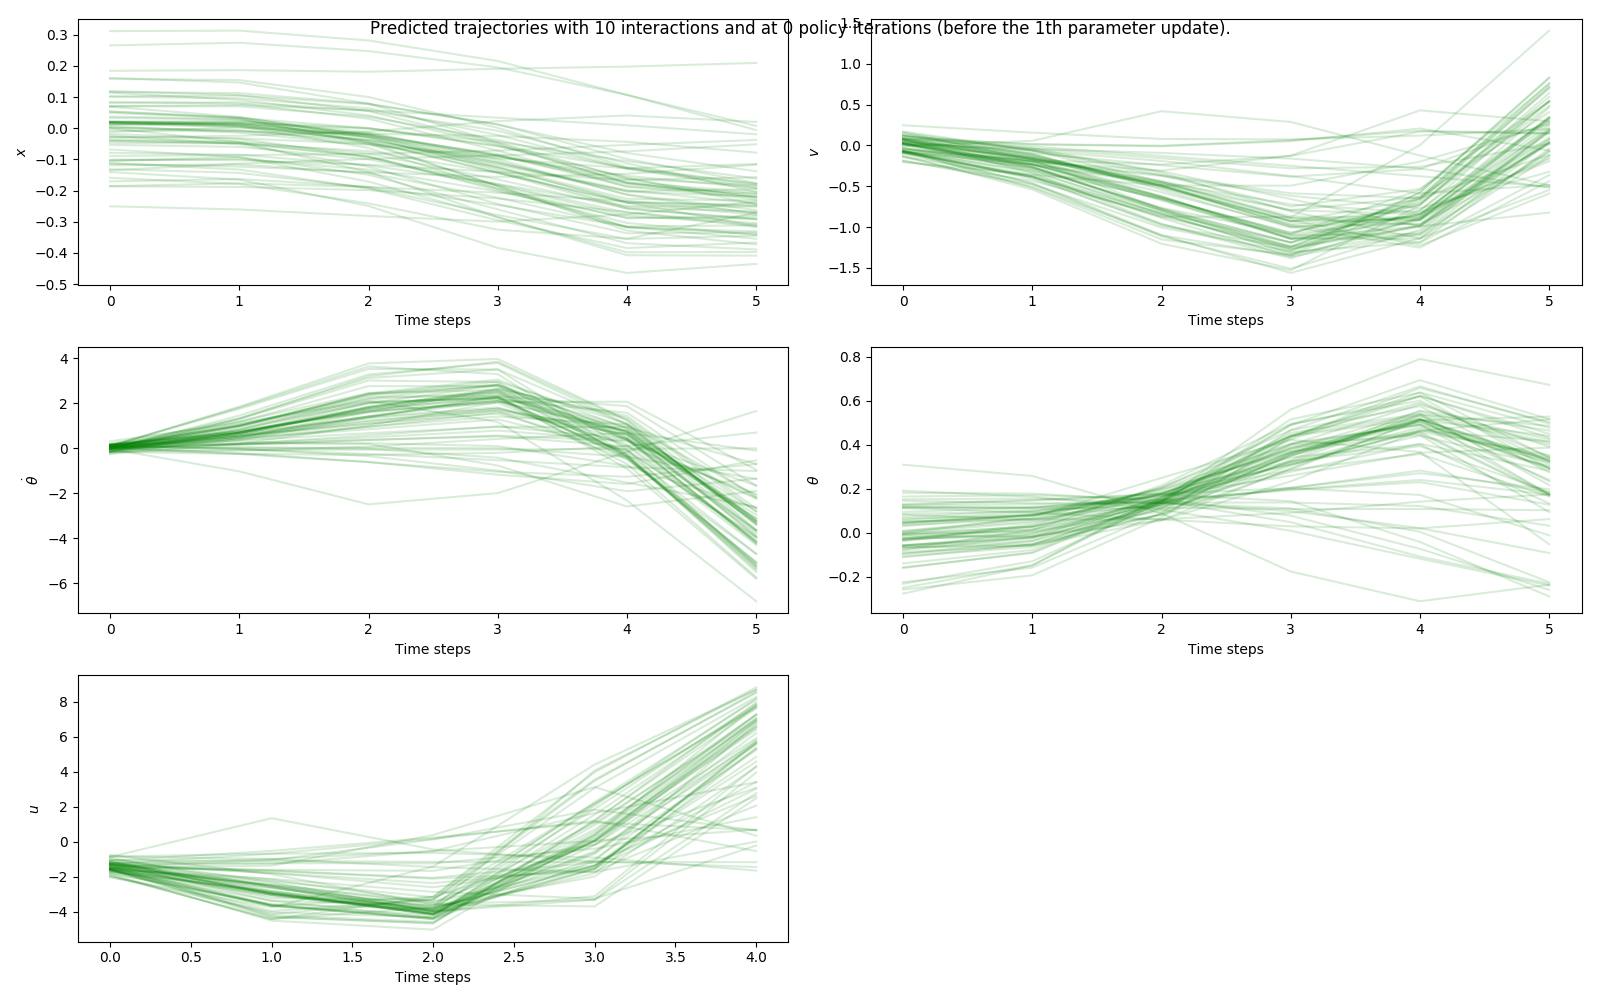 Predicted trajectories with 10 interactions and at 0 policy iterations (before the 1th parameter update).
0.3
0.2
0.1
0.0
−0.1
−0.2
−0.3
−0.4
−0.5
x
0 1 2 3 4 5
Time steps
1.5
1.0
0.5
0.0
−0.5
−1.0
−1.5
v
0 1 2 3 4 5
Time steps
4
2
0
−2
−4
−6
θ̇
0 1 2 3 4 5
Time steps
0.8
0.6
0.4
0.2
0.0
−0.2
θ
0 1 2 3 4 5
Time steps
8
6
4
2
0
−2
−4
u
0.0 0.5 1.0 1.5 2.0 2.5 3.0 3.5 4.0
Time steps